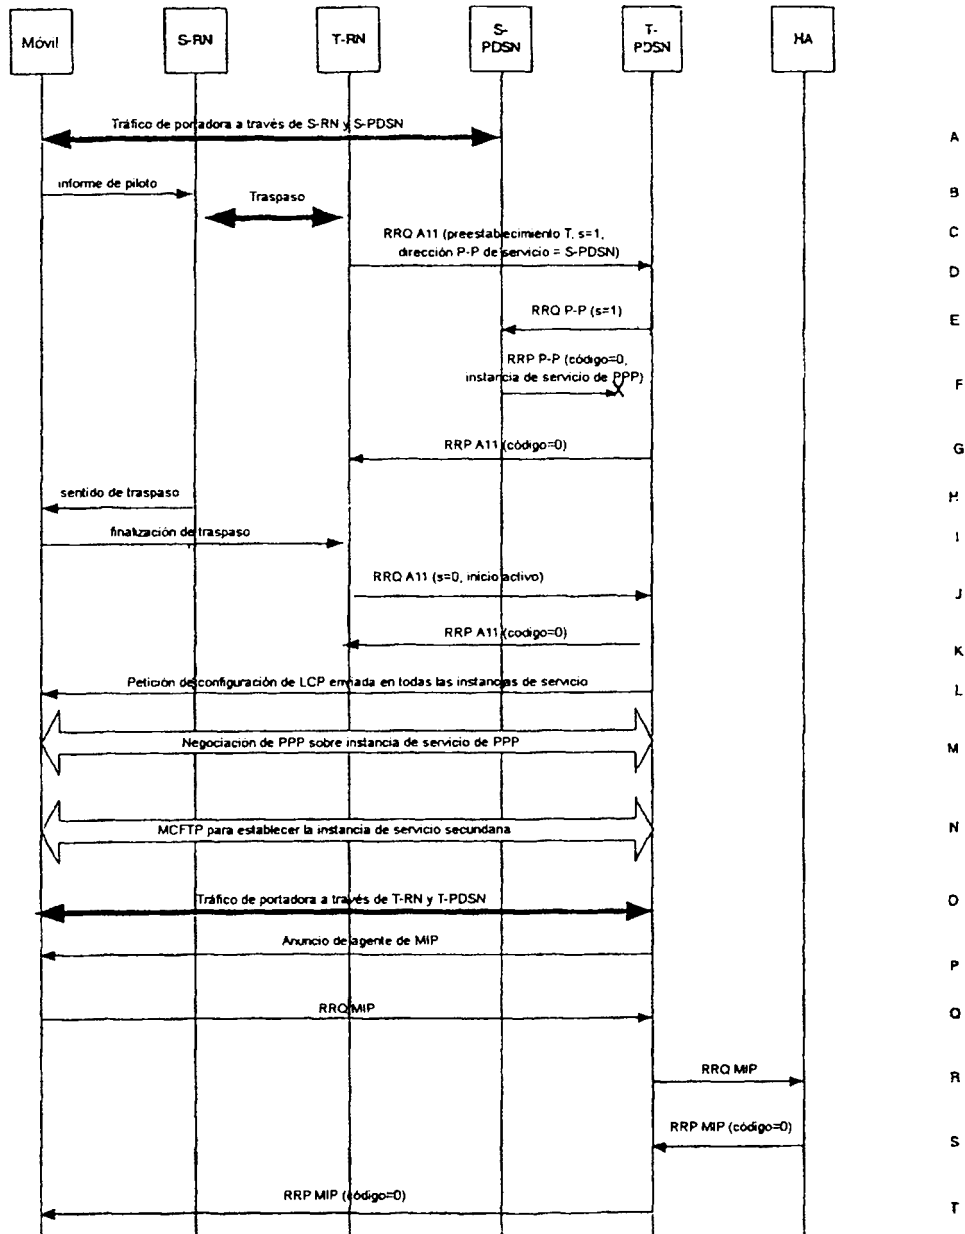 Móvil
S-RN
T-RN
S-
PDSN
T-
PDSN
HA
Tráfico de portadora a través de S-RN y S-PDSN
A
informe de piloto
B
Traspaso
C
RRQ A11 (preestablecimiento T, s=1,
dirección P-P de servicio = S-PDSN)
D
RRQ P-P (s=1)
E
RRP P-P (código=0,
instancia de servicio de PPP)
F
RRP A11 (código=0)
G
sentido de traspaso
H
finalización de traspaso
I
RRQ A11 (s=0, inicio activo)
J
RRP A11 (codigo=0)
K
Petición de configuración de LCP enviada en todas las instancias de servicio
L
Negociacion de PPP sobre instancia de servicio de PPP
M
MCFTP para establecer la instancia de servicio secundaria
N
Tráfico de portadora a través de T-RN y T-PDSN
O
Anuncio de agente de MIP
P
RRQ MIP
Q
RRQ MIP
R
RRP MIP (código=0)
S
RRP MIP (código=0)
T